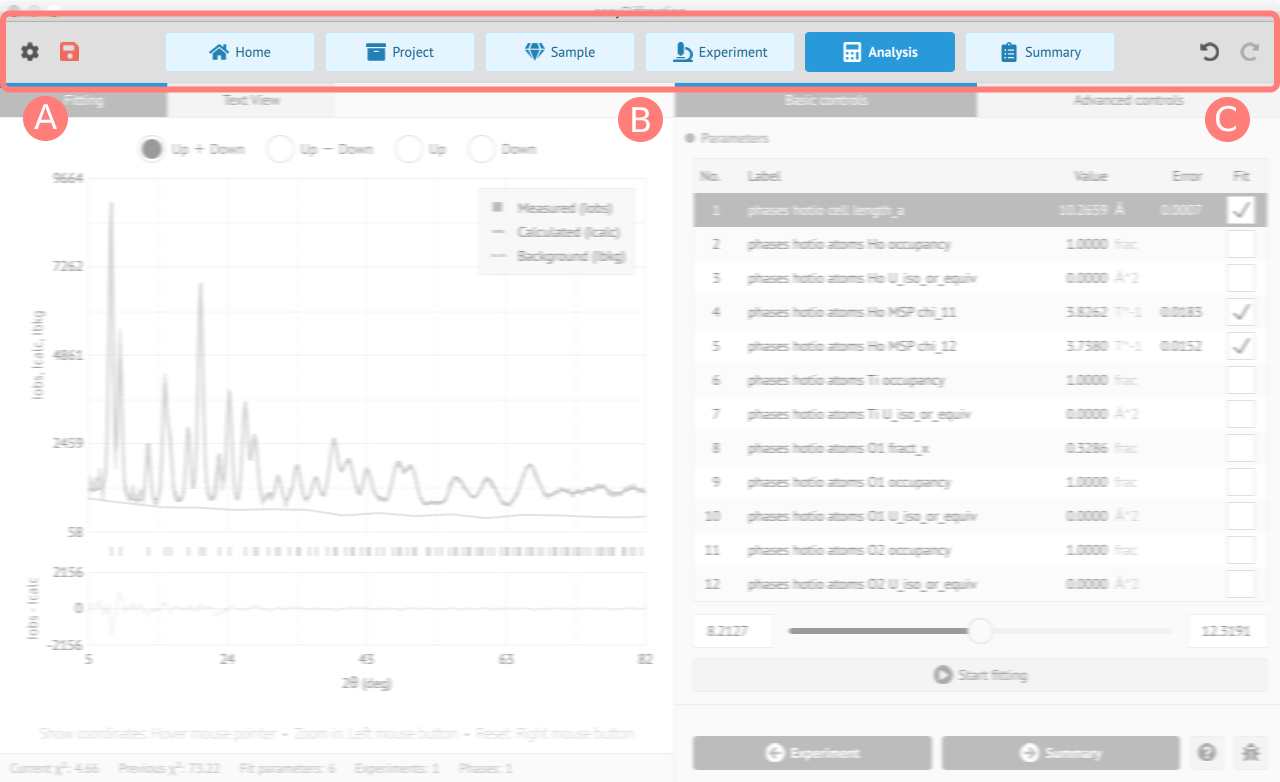 Home Project Sample Experiment Analysis Summary
Fitting Text View Basic controls Advanced controls
A B C
Up + Down Up − Down Up Down
Parameters
9664
7262
4861
2459
58
Iobs, Icalc, Ibkg
Measured (Iobs)
Calculated (Icalc)
Background (Ibkg)
2156
0
-2156
Iobs - Icalc
5 24 43 63 82
2θ (deg)
Show coordinates: Hover mouse pointer • Zoom in: Left mouse button • Reset: Right mouse button
Current χ²: 4.66 Previous χ²: 73.22 Fit parameters: 6 Experiments: 1 Phases: 1
No. Label Value Error Fit
1 phases hotio cell length_a 10.2659 Å 0.0007
2 phases hotio atoms Ho occupancy 1.0000 frac
3 phases hotio atoms Ho U_iso_or_equiv 0.0000 Å^2
4 phases hotio atoms Ho MSP chi_11 3.8262 T^-1 0.0183
5 phases hotio atoms Ho MSP chi_12 3.7380 T^-1 0.0152
6 phases hotio atoms Ti occupancy 1.0000 frac
7 phases hotio atoms Ti U_iso_or_equiv 0.0000 Å^2
8 phases hotio atoms O1 fract_x 0.3286 frac
9 phases hotio atoms O1 occupancy 1.0000 frac
10 phases hotio atoms O1 U_iso_or_equiv 0.0000 Å^2
11 phases hotio atoms O2 occupancy 1.0000 frac
12 phases hotio atoms O2 U_iso_or_equiv 0.0000 Å^2
8.2127 12.3191
Start fitting
Experiment Summary